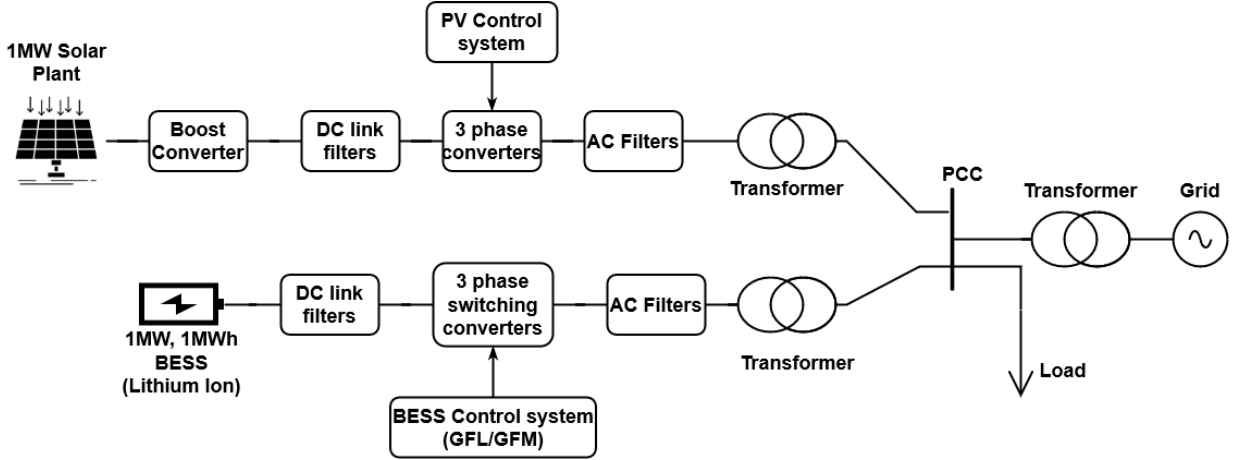 1MW Solar
Plant
PV Control
system
Boost
Converter
DC link
filters
3 phase
converters
AC Filters
Transformer
PCC
Transformer
Grid
1MW, 1MWh
BESS
(Lithium Ion)
DC link
filters
3 phase
switching
converters
AC Filters
Transformer
Load
BESS Control system
(GFL/GFM)